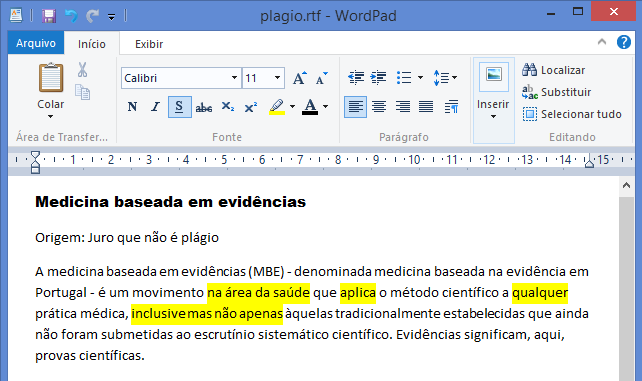 plagio.rtf - WordPad
Arquivo Início Exibir
Colar
Calibri 11
N I S abc X₂ X² A
Inserir
Localizar
Substituir
Selecionar tudo
Área de Transfer... Fonte Parágrafo Editando
1 2 3 4 5 6 7 8 9 10 11 12 13 14 15
Medicina baseada em evidências
Origem: Juro que não é plágio
A medicina baseada em evidências (MBE) - denominada medicina baseada na evidência em
Portugal - é um movimento na área da saúde que aplica o método científico a qualquer
prática médica, inclusive mas não apenas àquelas tradicionalmente estabelecidas que ainda
não foram submetidas ao escrutínio sistemático científico. Evidências significam, aqui,
provas científicas.